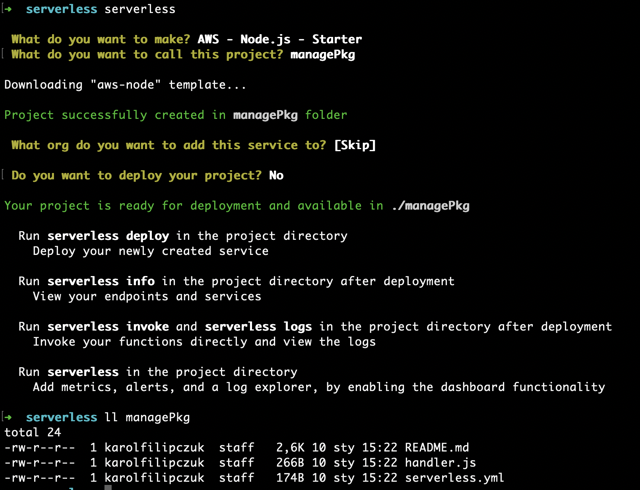 → serverless serverless
What do you want to make? AWS - Node.js - Starter
What do you want to call this project? managePkg
Downloading "aws-node" template...
Project successfully created in managePkg folder
What org do you want to add this service to? [Skip]
Do you want to deploy your project? No
Your project is ready for deployment and available in ./managePkg
Run serverless deploy in the project directory
Deploy your newly created service
Run serverless info in the project directory after deployment
View your endpoints and services
Run serverless invoke and serverless logs in the project directory after deployment
Invoke your functions directly and view the logs
Run serverless in the project directory
Add metrics, alerts, and a log explorer, by enabling the dashboard functionality
→ serverless ll managePkg
total 24
-rw-r--r-- 1 karolfilipczuk staff 2,6K 10 sty 15:22 README.md
-rw-r--r-- 1 karolfilipczuk staff 266B 10 sty 15:22 handler.js
-rw-r--r-- 1 karolfilipczuk staff 174B 10 sty 15:22 serverless.yml